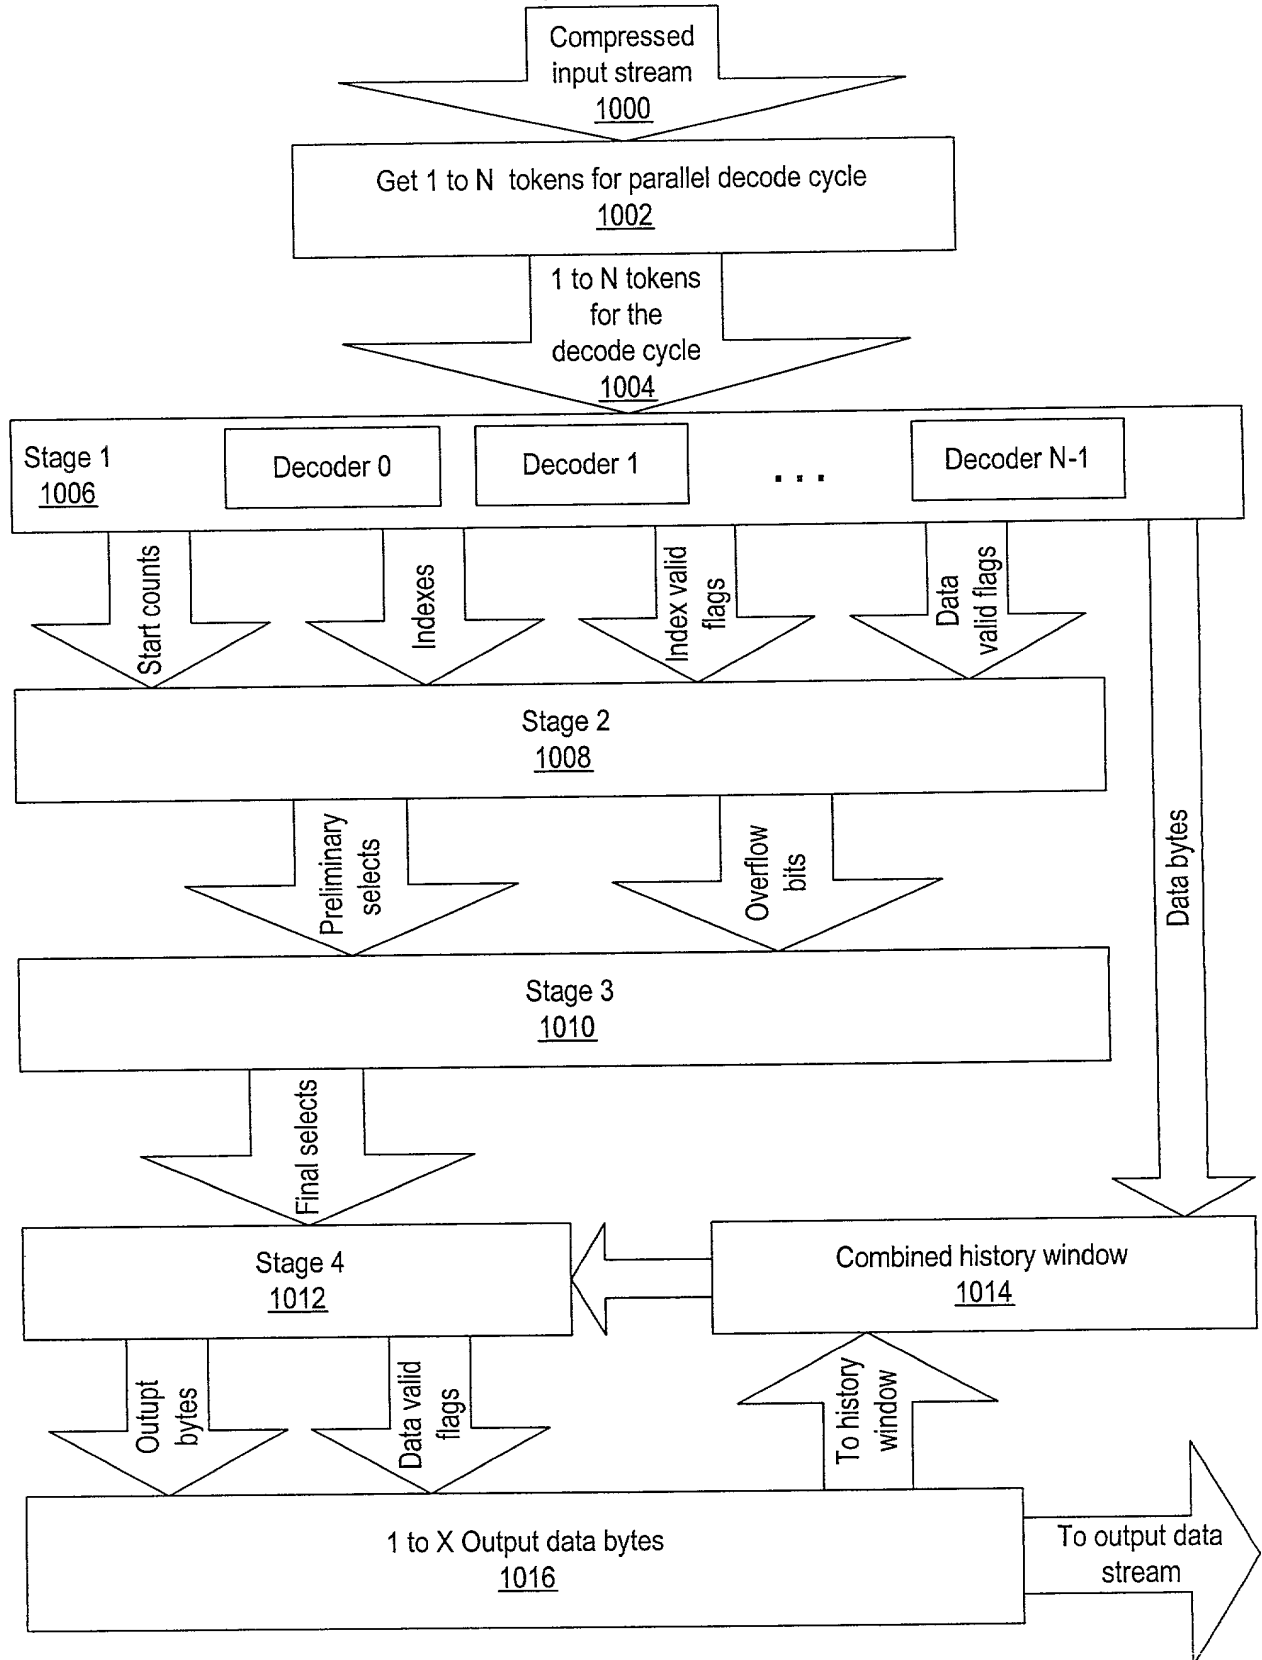 Compressed
input stream
1000
Get 1 to N tokens for parallel decode cycle
1002
1 to N tokens
for the
decode cycle
1004
Stage 1
1006
Decoder 0
Decoder 1
...
Decoder N-1
Start counts
Indexes
Index valid
flags
Data
valid flags
Data bytes
Stage 2
1008
Preliminary
selects
Overflow
bits
Stage 3
1010
Final selects
Stage 4
1012
Combined history window
1014
Outupt
bytes
Data valid
flags
To history
window
1 to X Output data bytes
1016
To output data
stream